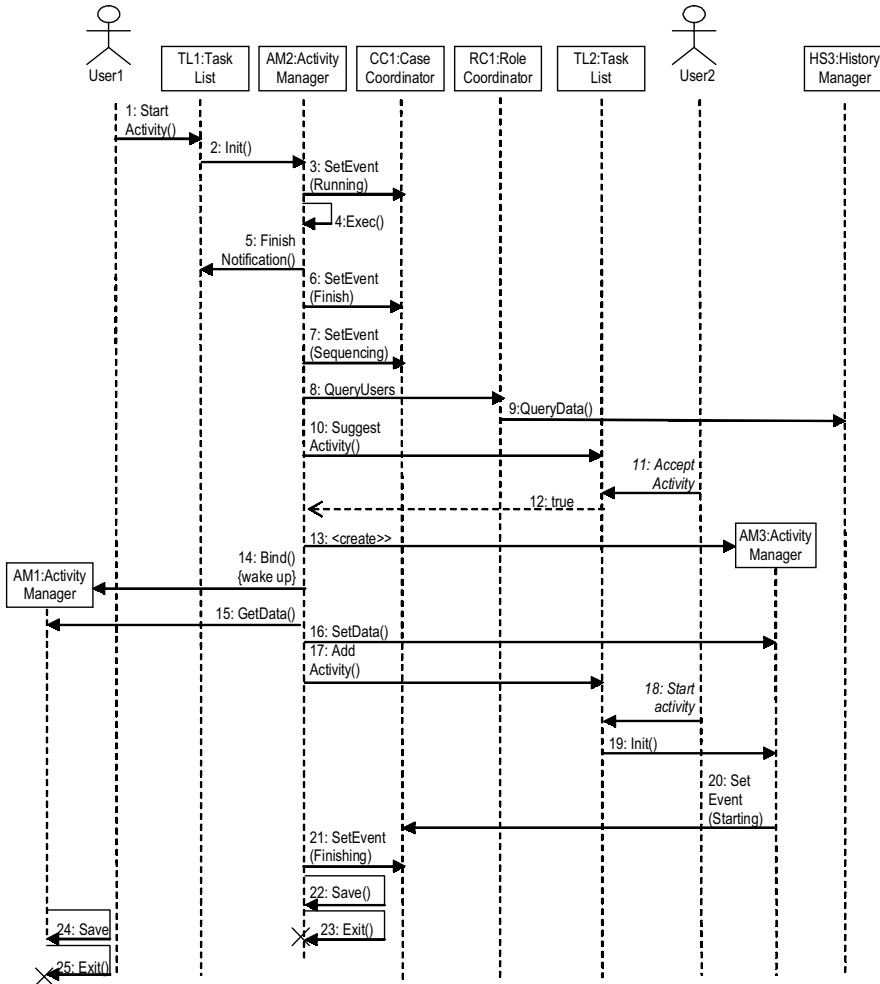 User1
TL1:Task
List
AM2:Activity
Manager
CC1:Case
Coordinator
RC1:Role
Coordinator
TL2:Task
List
User2
HS3:History
Manager
1: Start
Activity()
2: Init()
3: SetEvent
(Running)
4:Exec()
5: Finish
Notification()
6: SetEvent
(Finish)
7: SetEvent
(Sequencing)
8: QueryUsers
9:QueryData()
10: Suggest
Activity()
11: Accept
Activity
12: true
13: <create>>
AM3:Activity
Manager
14: Bind()
{wake up}
AM1:Activity
Manager
15: GetData()
16: SetData()
17: Add
Activity()
18: Start
activity
19: Init()
20: Set
Event
(Starting)
21: SetEvent
(Finishing)
22: Save()
23: Exit()
24: Save
25: Exit()